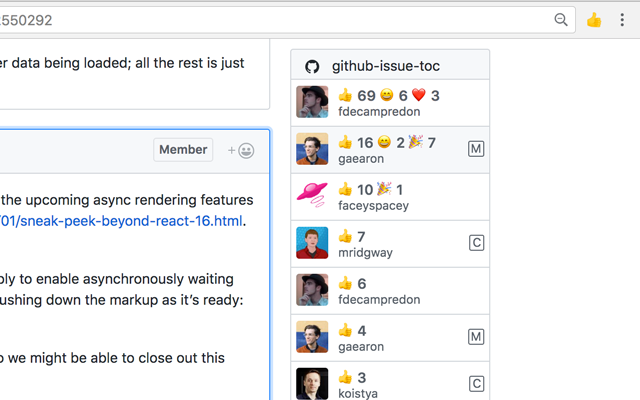 550292
er data being loaded; all the rest is just
Member
the upcoming async rendering features
/01/sneak-peek-beyond-react-16.html.
ply to enable asynchronously waiting
ushing down the markup as it's ready:
o we might be able to close out this
github-issue-toc
👍 69 😄 6 ❤️ 3
fdecampredon
👍 16 😄 2 🎉 7
gaearon
M
👍 10 🎉 1
faceyspacey
👍 7
mridgway
C
👍 6
fdecampredon
👍 4
gaearon
M
👍 3
koistya
C